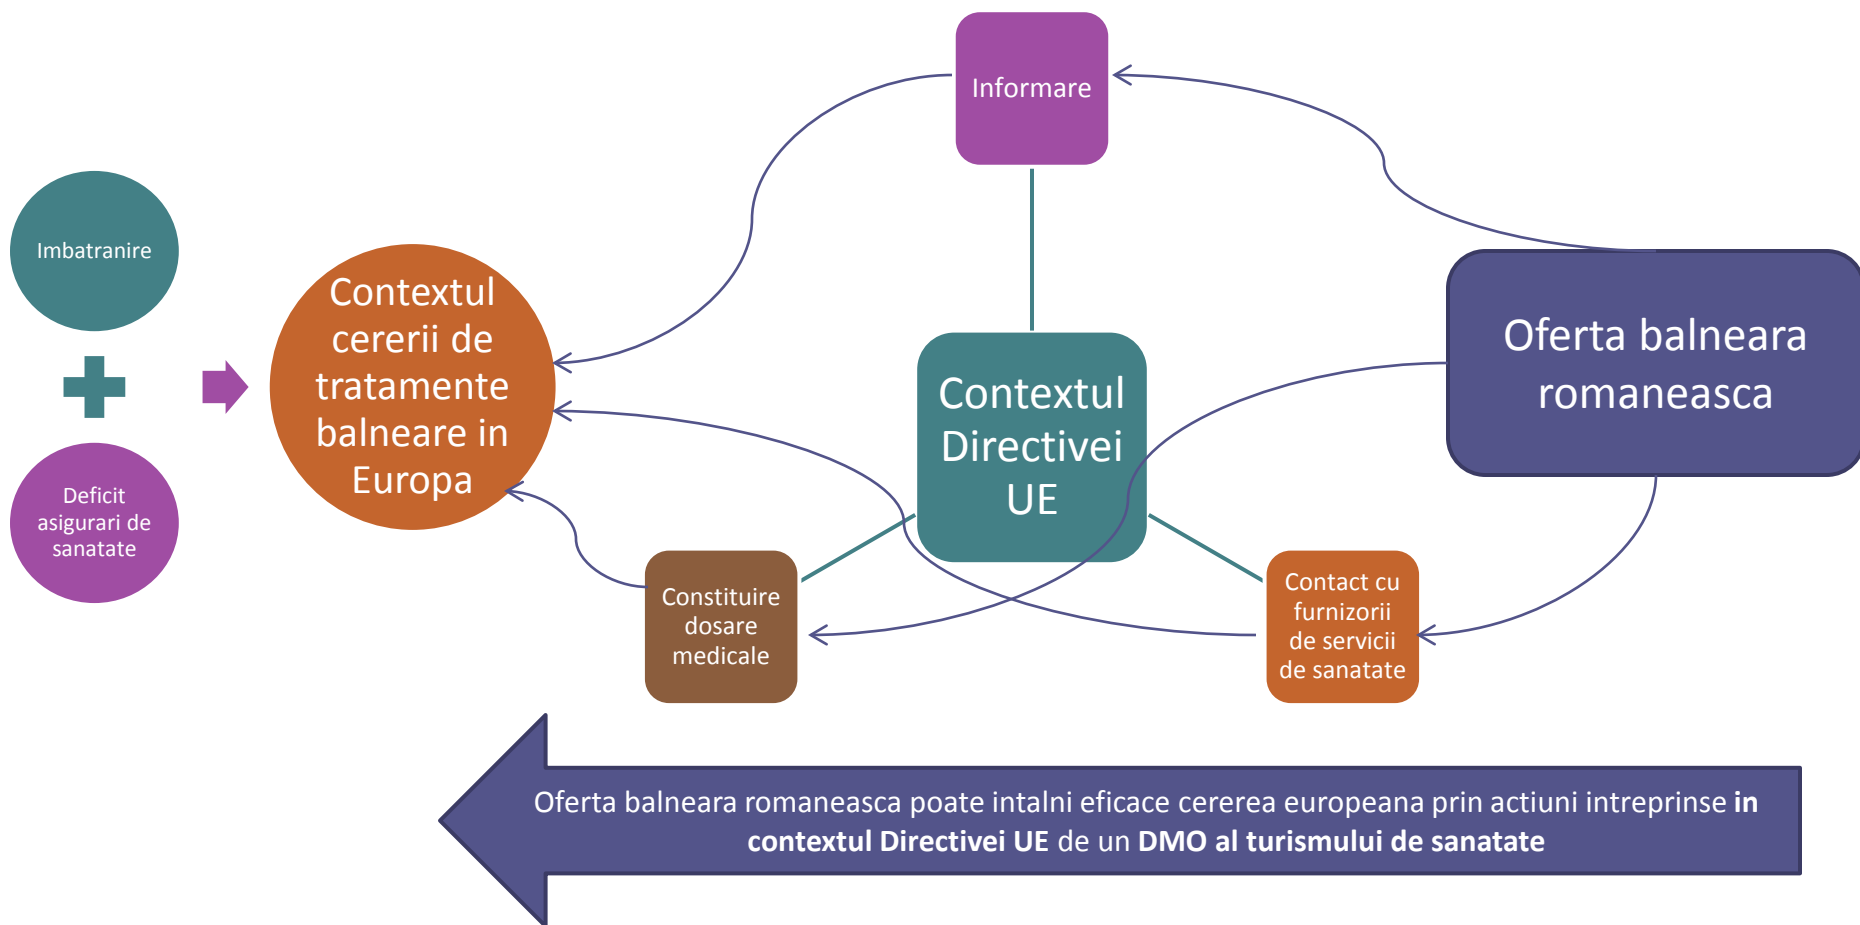 Informare
Imbatranire
Deficit
asigurari de
sanatate
Contextul
cererii de
tratamente
balneare in
Europa
Contextul
Directivei
UE
Oferta balneara
romaneasca
Constituire
dosare
medicale
Contact cu
furnizorii
de servicii
de sanatate
Oferta balneara romaneasca poate intalni eficace cererea europeana prin actiuni intreprinse in
contextul Directivei UE de un DMO al turismului de sanatate